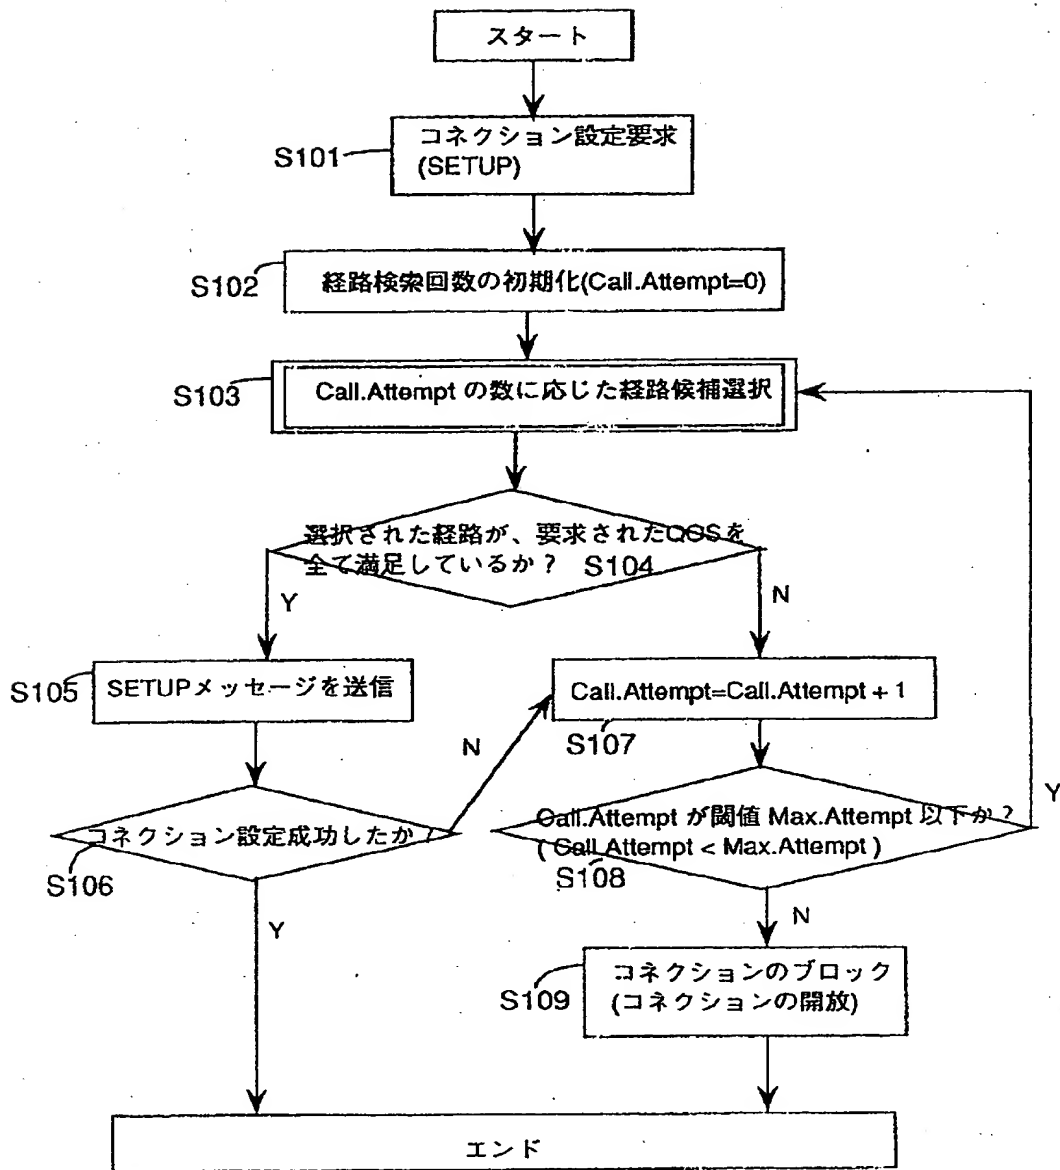 スタート
S101
コネクション設定要求
(SETUP)
S102
経路検索回数の初期化(Call.Attempt=0)
S103
Call.Attempt の数に応じた経路候補選択
選択された経路が、要求されたQOSを
全て満足しているか? S104
Y
N
S105
SETUPメッセージを送信
Call.Attempt=Call.Attempt + 1
S107
N
Y
コネクション設定成功したか?
S106
Call.Attempt が閾値 Max.Attempt 以下か?
( Call.Attempt < Max.Attempt )
S108
Y
N
S109
コネクションのブロック
(コネクションの開放)
エンド